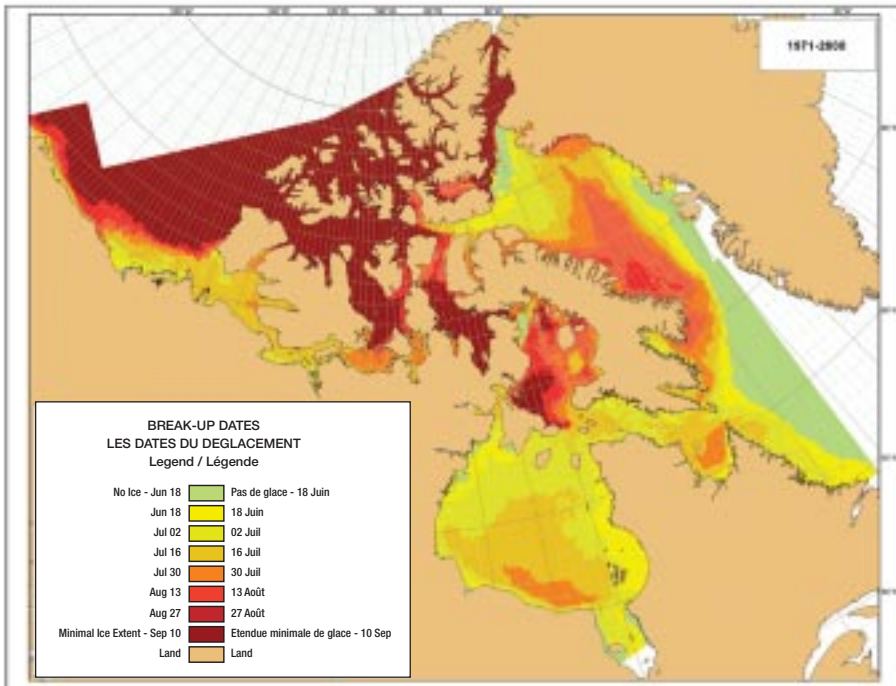 1971-2000
BREAK-UP DATES
LES DATES DU DEGLACEMENT
Legend / Légende
No Ice - Jun 18 Pas de glace - 18 Juin
Jun 18 18 Juin
Jul 02 02 Juil
Jul 16 16 Juil
Jul 30 30 Juil
Aug 13 13 Août
Aug 27 27 Août
Minimal Ice Extent - Sep 10 Etendue minimale de glace - 10 Sep
Land Land